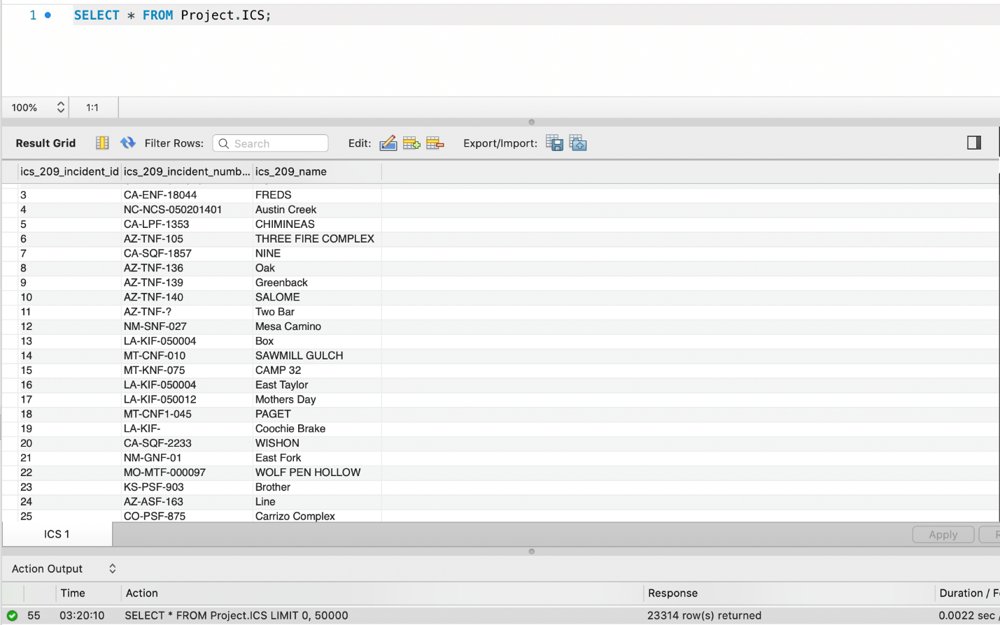 1 SELECT * FROM Project.ICS;
100% 1:1
Result Grid Filter Rows: Search Edit: Export/Import:
ics_209_incident_id ics_209_incident_numb... ics_209_name
3 CA-ENF-18044 FREDS
4 NC-NCS-050201401 Austin Creek
5 CA-LPF-1353 CHIMINEAS
6 AZ-TNF-105 THREE FIRE COMPLEX
7 CA-SQF-1857 NINE
8 AZ-TNF-136 Oak
9 AZ-TNF-139 Greenback
10 AZ-TNF-140 SALOME
11 AZ-TNF-? Two Bar
12 NM-SNF-027 Mesa Camino
13 LA-KIF-050004 Box
14 MT-CNF-010 SAWMILL GULCH
15 MT-KNF-075 CAMP 32
16 LA-KIF-050004 East Taylor
17 LA-KIF-050012 Mothers Day
18 MT-CNF1-045 PAGET
19 LA-KIF- Coochie Brake
20 CA-SQF-2233 WISHON
21 NM-GNF-01 East Fork
22 MO-MTF-000097 WOLF PEN HOLLOW
23 KS-PSF-903 Brother
24 AZ-ASF-163 Line
25 CO-PSF-875 Carrizo Complex
ICS 1 Apply
Action Output
Time Action Response Duration /
55 03:20:10 SELECT * FROM Project.ICS LIMIT 0, 50000 23314 row(s) returned 0.0022 sec /